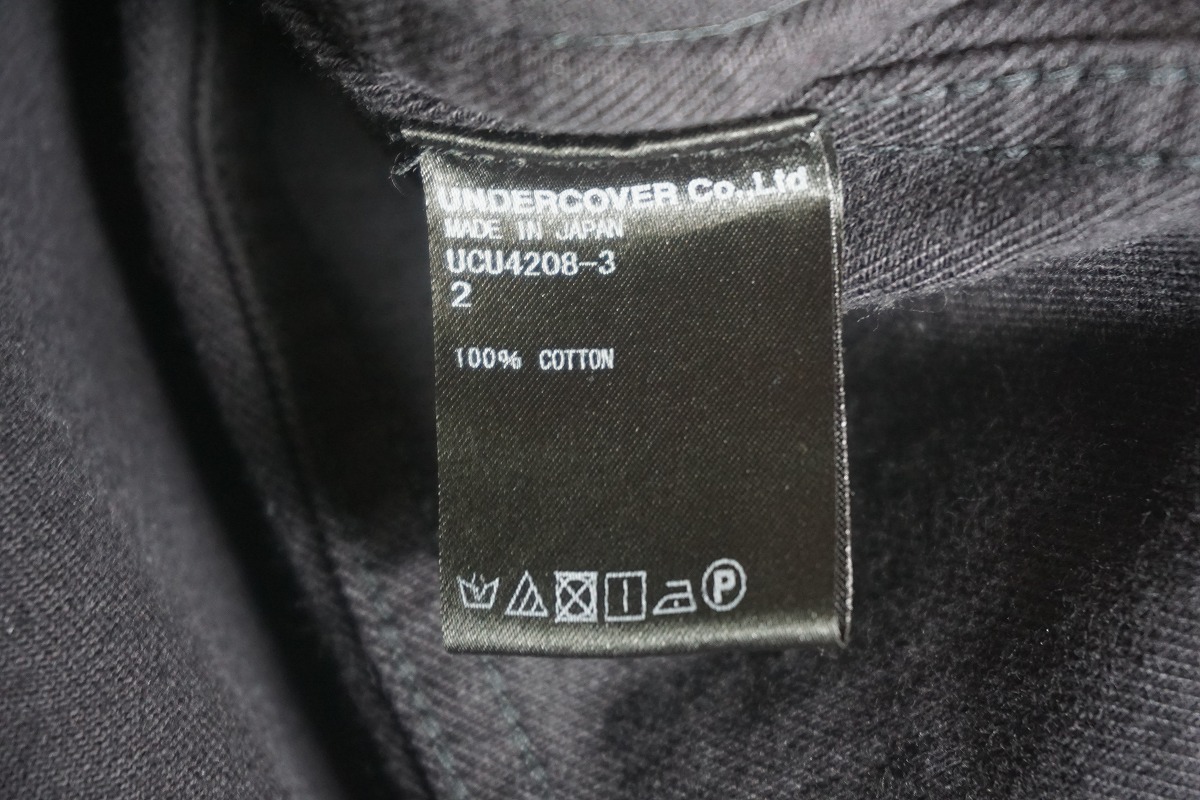 UNDERCOVER Co.,Ltd
MADE IN JAPAN
UCU4208-3
2
100% COTTON
P